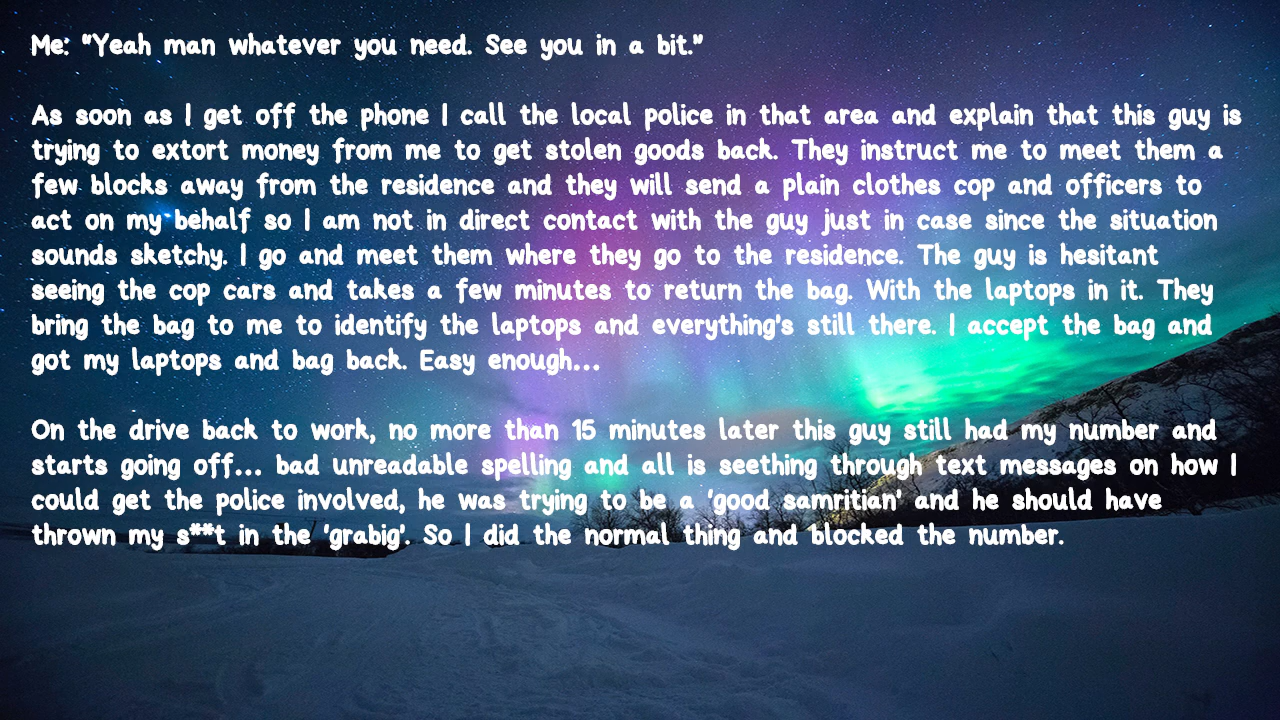 Me: "Yeah man whatever you need. See you in a bit."
As soon as I get off the phone I call the local police in that area and explain that this guy is
trying to extort money from me to get stolen goods back. They instruct me to meet them a
few blocks away from the residence and they will send a plain clothes cop and officers to
act on my behalf so I am not in direct contact with the guy just in case since the situation
sounds sketchy. I go and meet them where they go to the residence. The guy is hesitant
seeing the cop cars and takes a few minutes to return the bag. With the laptops in it. They
bring the bag to me to identify the laptops and everything's still there. I accept the bag and
got my laptops and bag back. Easy enough...
On the drive back to work, no more than 15 minutes later this guy still had my number and
starts going off... bad unreadable spelling and all is seething through text messages on how I
could get the police involved, he was trying to be a 'good samritian' and he should have
thrown my s**t in the 'grabig'. So I did the normal thing and blocked the number.